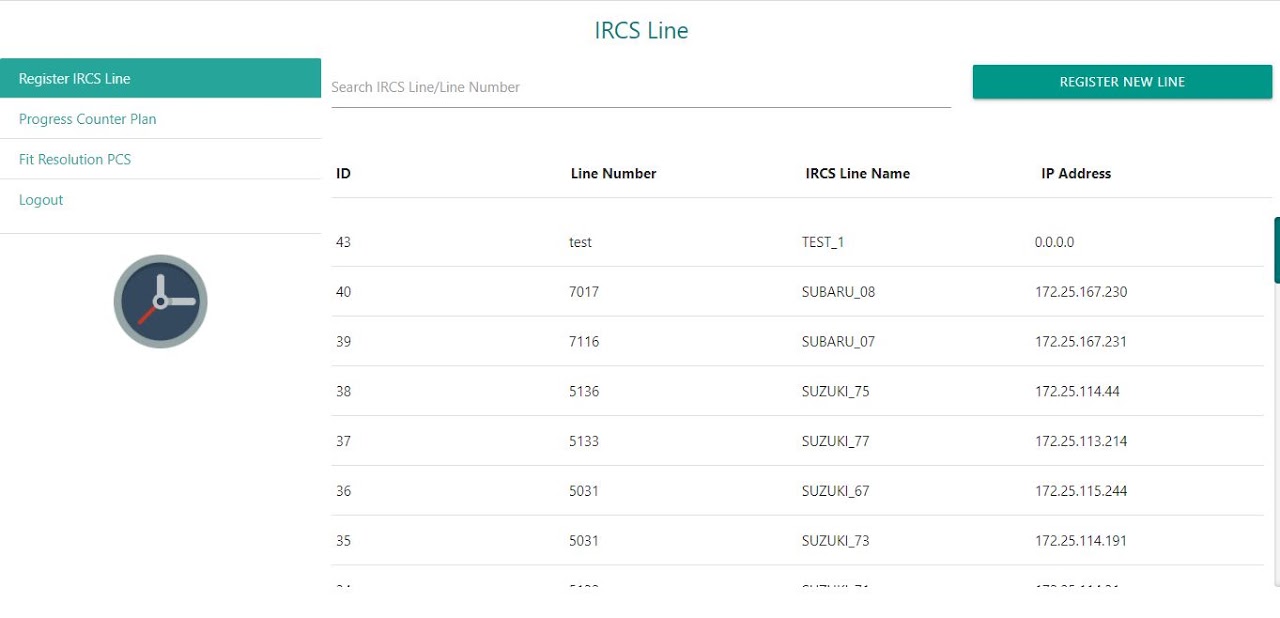 IRCS Line
Register IRCS Line
Progress Counter Plan
Fit Resolution PCS
Logout
Search IRCS Line/Line Number
REGISTER NEW LINE
ID Line Number IRCS Line Name IP Address
43 test TEST_1 0.0.0.0
40 7017 SUBARU_08 172.25.167.230
39 7116 SUBARU_07 172.25.167.231
38 5136 SUZUKI_75 172.25.114.44
37 5133 SUZUKI_77 172.25.113.214
36 5031 SUZUKI_67 172.25.115.244
35 5031 SUZUKI_73 172.25.114.191